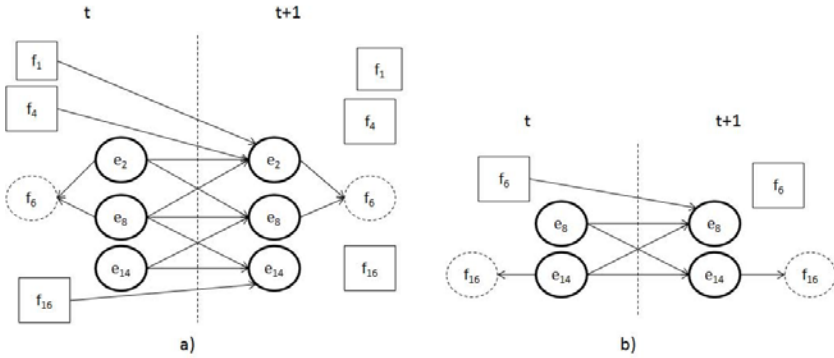 t t+1
f1 f1
f4 f4
t t+1
e2 e2
f6 f6
f6 f6
e8 e8
e8 e8
e14 e14
f16 e14 e14 f16
f16 f16
a) b)